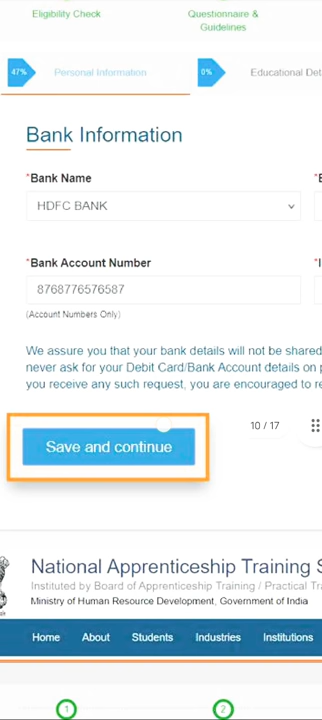 Eligibility Check
Questionnaire &
Guidelines
47%
Personal Information
0%
Educational Det
Bank Information
*Bank Name
HDFC BANK
*Bank Account Number
8768776576587
(Account Numbers Only)
We assure you that your bank details will not be shared
never ask for your Debit Card/Bank Account details on
you receive any such request, you are encouraged to re
Save and continue
10 / 17
National Apprenticeship Training S
Instituted by Board of Apprenticeship Training / Practical Tra
Ministry of Human Resource Development, Government of India
Home About Students Industries Institutions
1 2